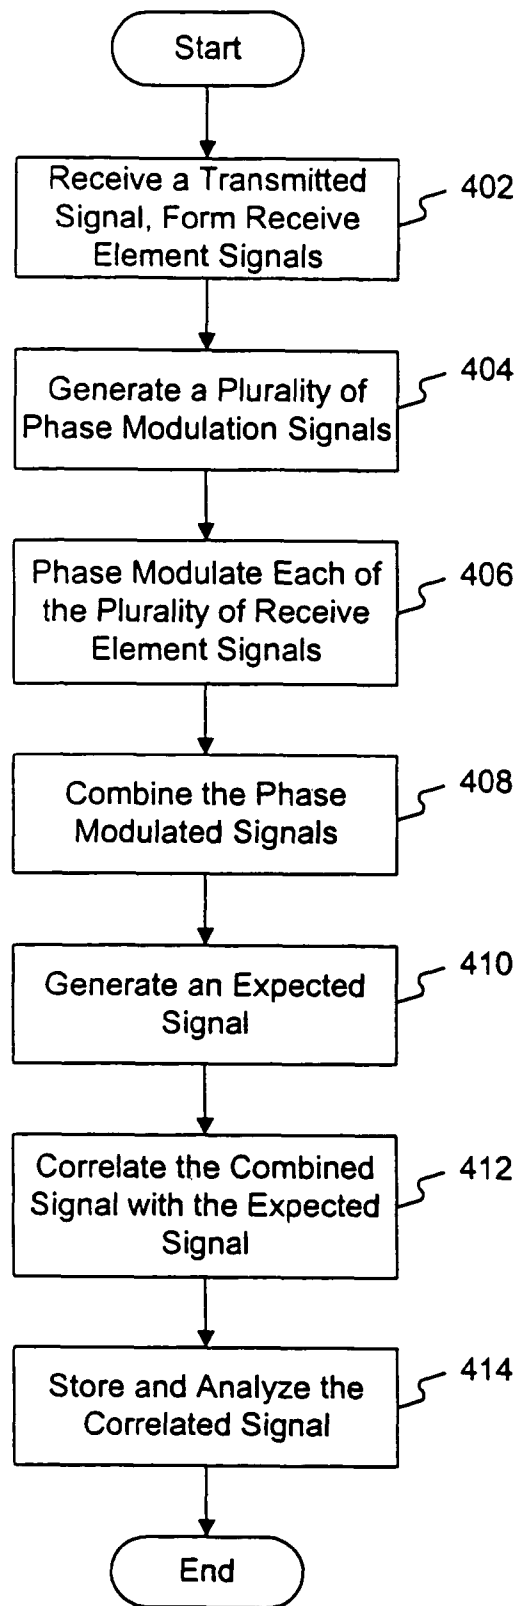 Start
Receive a Transmitted
Signal, Form Receive
Element Signals
402
Generate a Plurality of
Phase Modulation Signals
404
Phase Modulate Each of
the Plurality of Receive
Element Signals
406
Combine the Phase
Modulated Signals
408
Generate an Expected
Signal
410
Correlate the Combined
Signal with the Expected
Signal
412
Store and Analyze the
Correlated Signal
414
End